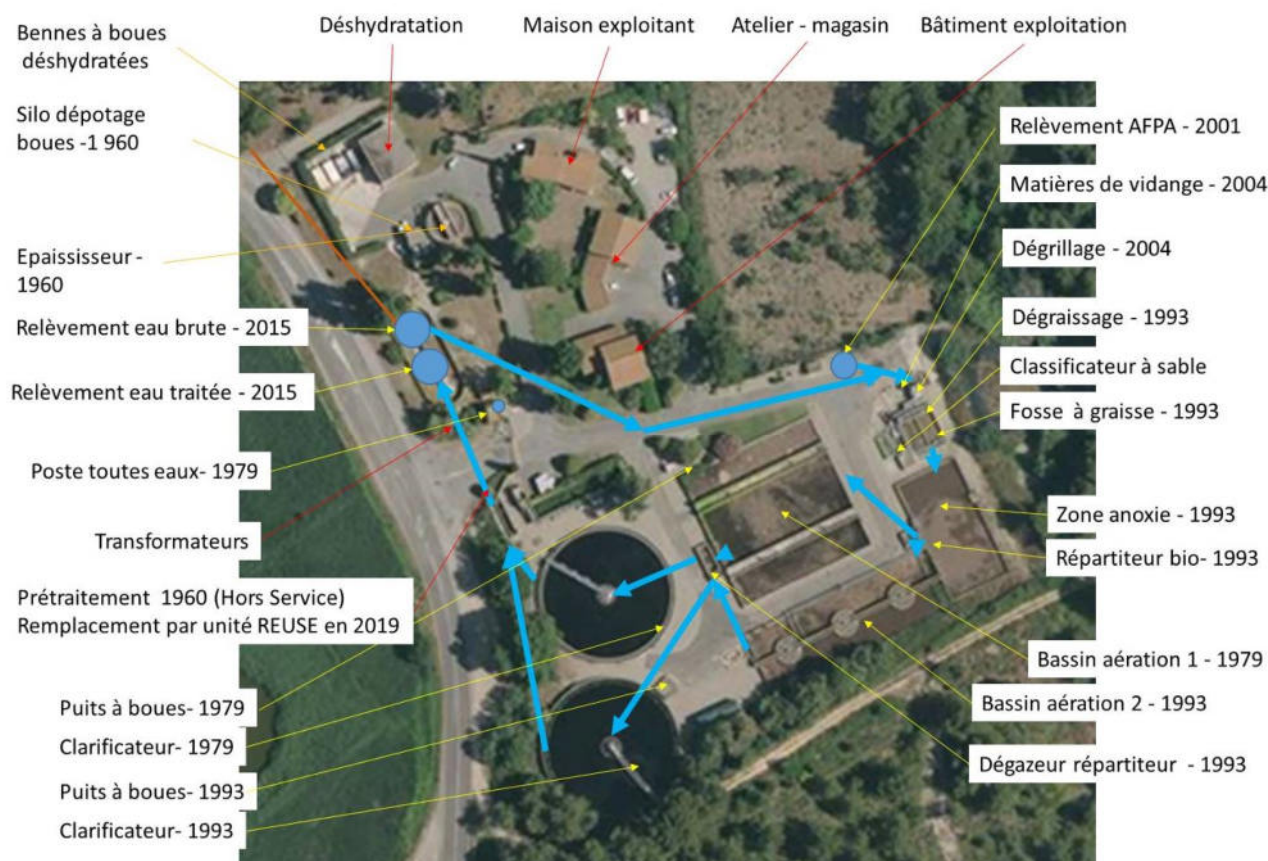 Bennes à boues
déshydratées
Déshydratation
Maison exploitant
Atelier - magasin
Bâtiment exploitation
Silo dépotage
boues -1 960
Epaississeur -
1960
Relèvement eau brute - 2015
Relèvement eau traitée - 2015
Poste toutes eaux- 1979
Transformateurs
Prétraitement 1960 (Hors Service)
Remplacement par unité REUSE en 2019
Puits à boues- 1979
Clarificateur- 1979
Puits à boues- 1993
Clarificateur- 1993
Relèvement AFPA - 2001
Matières de vidange - 2004
Dégrillage - 2004
Dégraissage - 1993
Classificateur à sable
Fosse à graisse - 1993
Zone anoxie - 1993
Répartiteur bio- 1993
Bassin aération 1 - 1979
Bassin aération 2 - 1993
Dégazeur répartiteur - 1993